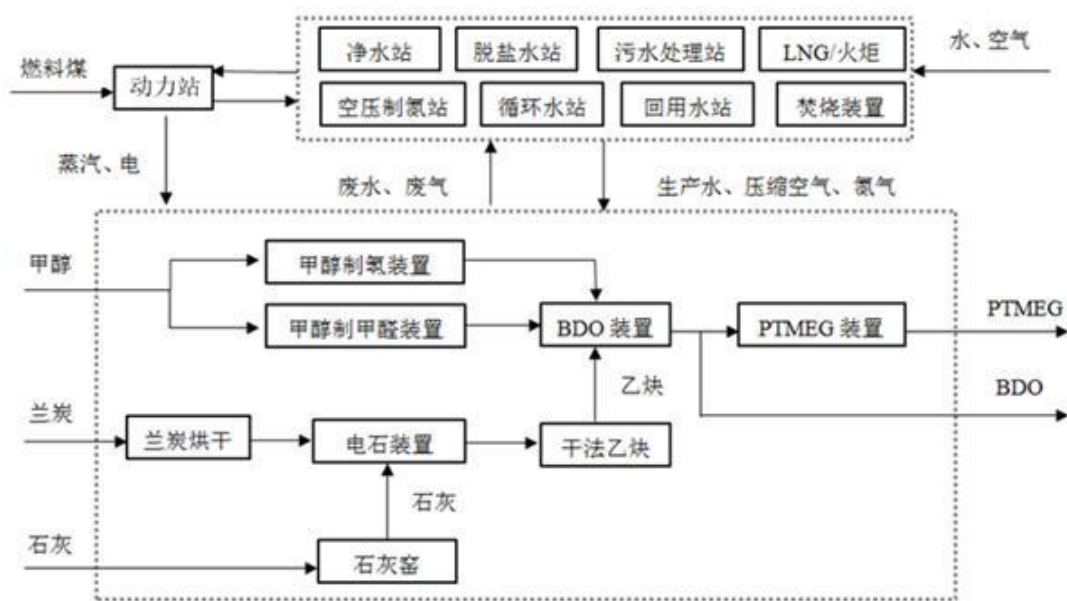 净水站
脱盐水站
污水处理站
LNG/火炬
水、空气
燃料煤
动力站
空压制氮站
循环水站
回用水站
焚烧装置
蒸汽、电
废水、废气
生产水、压缩空气、氮气
甲醇
甲醇制氢装置
甲醇制甲醛装置
BDO 装置
PTMEG 装置
PTMEG
BDO
乙炔
兰炭
兰炭烘干
电石装置
干法乙炔
石灰
石灰
石灰窑